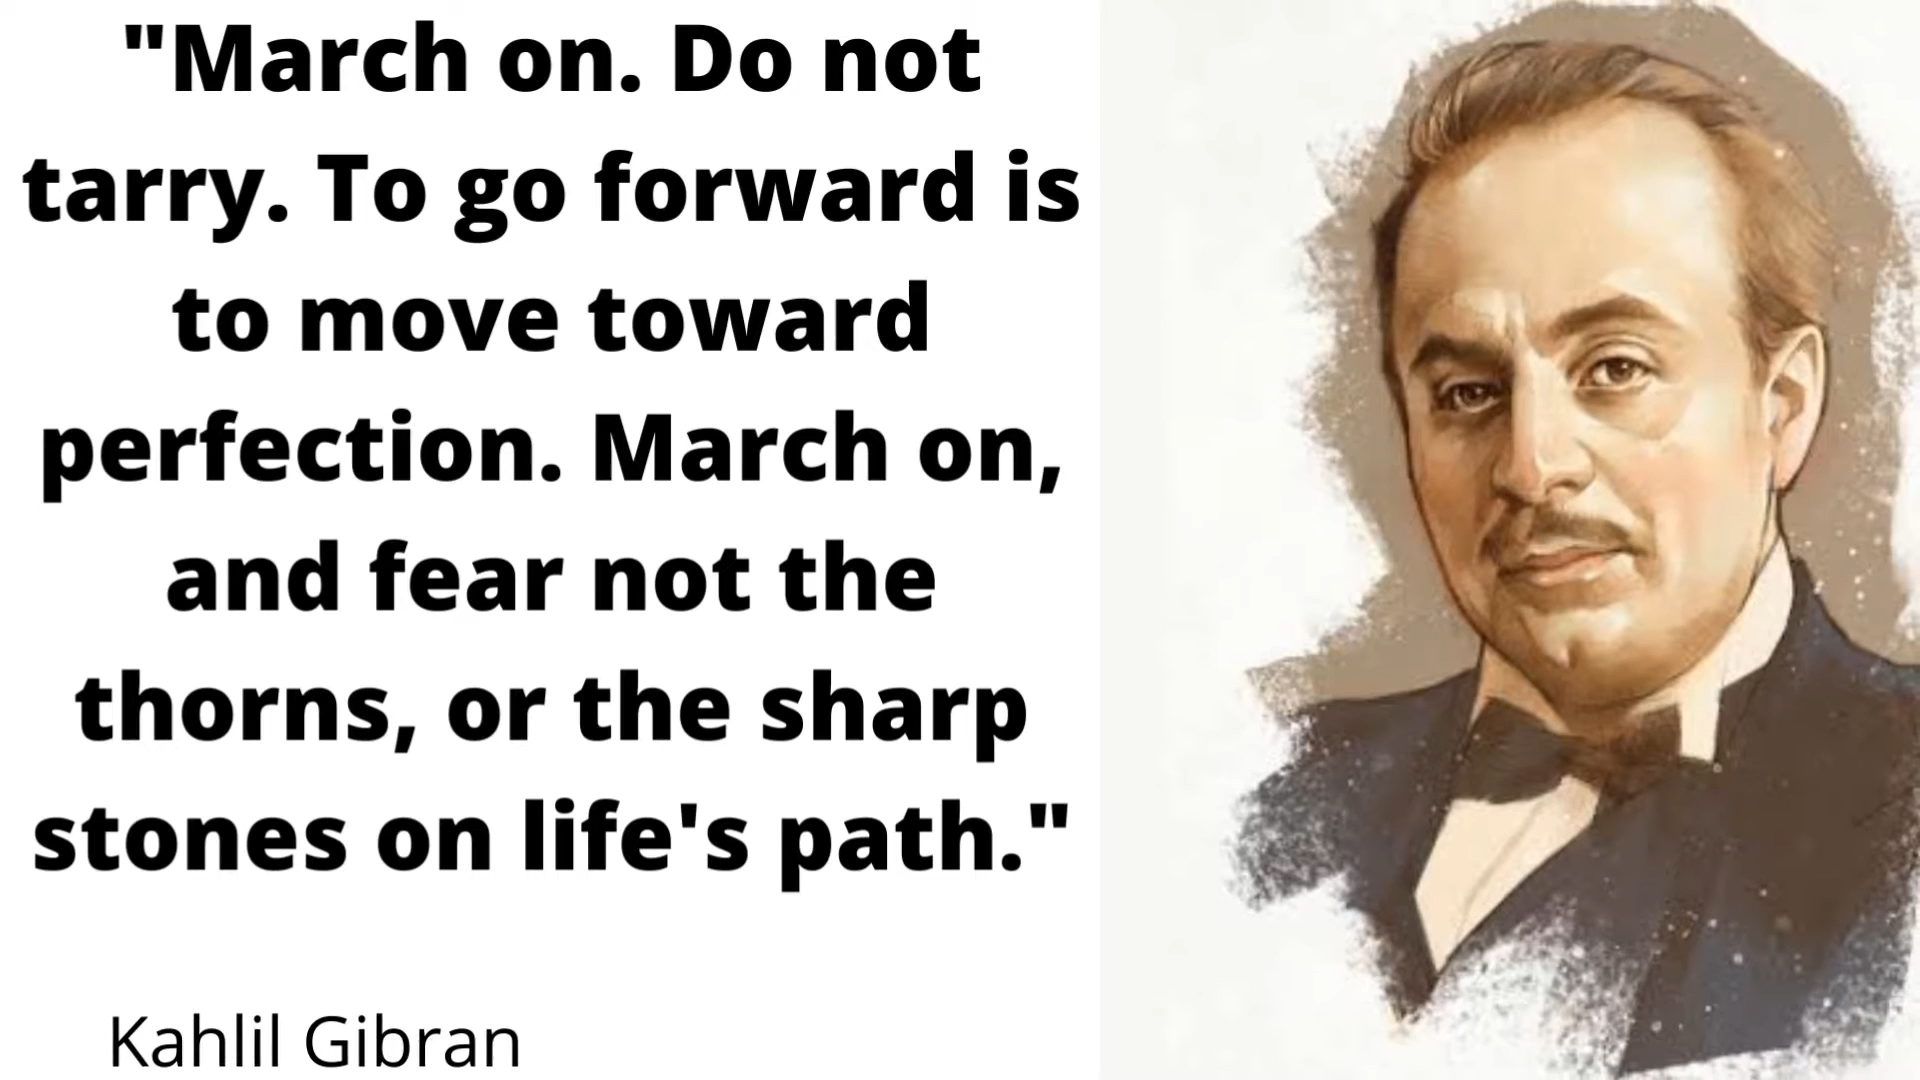 "March on. Do not
tarry. To go forward is
to move toward
perfection. March on,
and fear not the
thorns, or the sharp
stones on life's path."
Kahlil Gibran